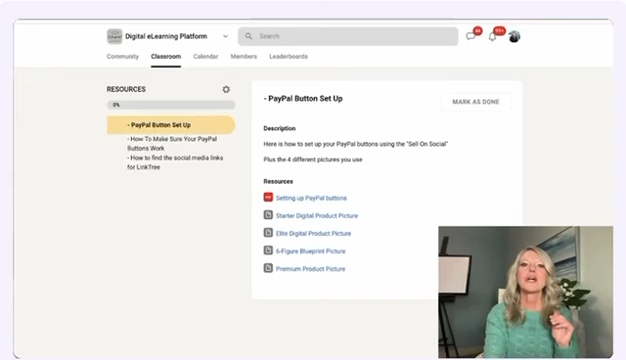 Digital eLearning Platform
Search
Community
Classroom
Calendar
Members
Leaderboards
RESOURCES
0%
- PayPal Button Set Up
- How To Make Sure Your PayPal
Buttons Work
- How to find the social media links
for LinkTree
- PayPal Button Set Up
MARK AS DONE
Description
Here is how to set up your PayPal buttons using the "Sell On Social"
Plus the 4 different pictures you use
Resources
Setting up PayPal buttons
Starter Digital Product Picture
Elite Digital Product Picture
6-Figure Blueprint Picture
Premium Product Picture